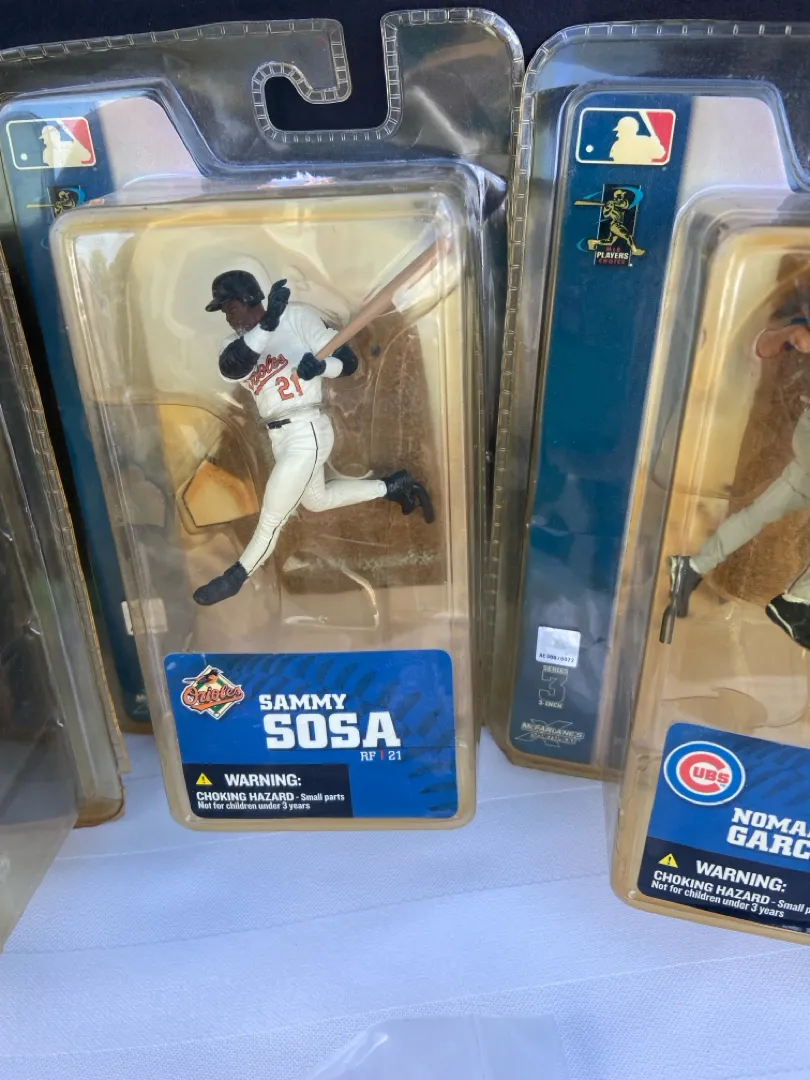 Orioles
21
Orioles
SAMMY
SOSA
RF 21
WARNING:
CHOKING HAZARD - Small parts
Not for children under 3 years
MLB
PLAYERS
CHOICE
SERIES
3
3-INCH
McFARLANE'S
CUBS
NOMA
GARC
WARNING:
CHOKING HAZARD - Small p
Not for children under 3 years